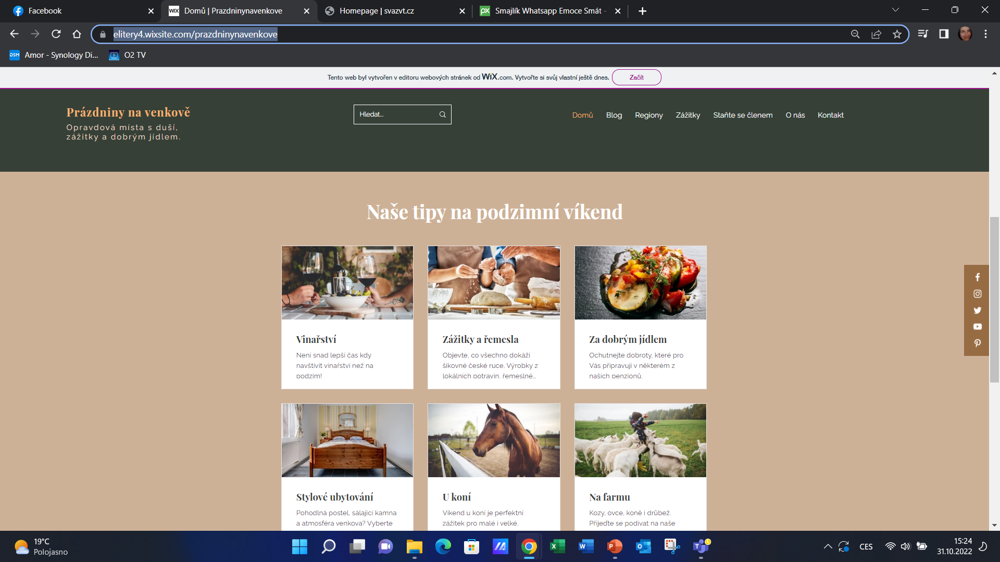 Facebook
WiX Domů | Prazdninynavenkove
Homepage | svazvt.cz
px Smajlík Whatsapp Emoce Smát -
elitery4.wixsite.com/prazdninynavenkove
DSM Amor - Synology Di...
O2 TV
Tento web byl vytvořen v editoru webových stránek od WiX.com. Vytvořte si svůj vlastní ještě dnes.
Začít
Prázdniny na venkově
Opravdová místa s duší,
zážitky a dobrým jídlem.
Hledat...
Domů Blog Regiony Zážitky Staňte se členem O nás Kontakt
Naše tipy na podzimní víkend
Vinařství
Není snad lepší čas kdy
navštívit vinařství než na
podzim!
Zážitky a řemesla
Objevte, co všechno dokáží
šikovné české ruce. Výrobky z
lokálních potravin, řemeslné...
Za dobrým jídlem
Ochutnejte dobroty, které pro
Vás připravují v některém z
našich penzionů.
Stylové ubytování
Pohodlná postel, sálající kamna
a atmosféra venkova? Vyberte
U koní
Víkend u koní je perfektní
zážitek pro malé i velké.
Na farmu
Kozy, ovce, koně i drůbež.
Přijeďte se podívat na naše
19°C
Polojasno
CES
15:24
31.10.2022